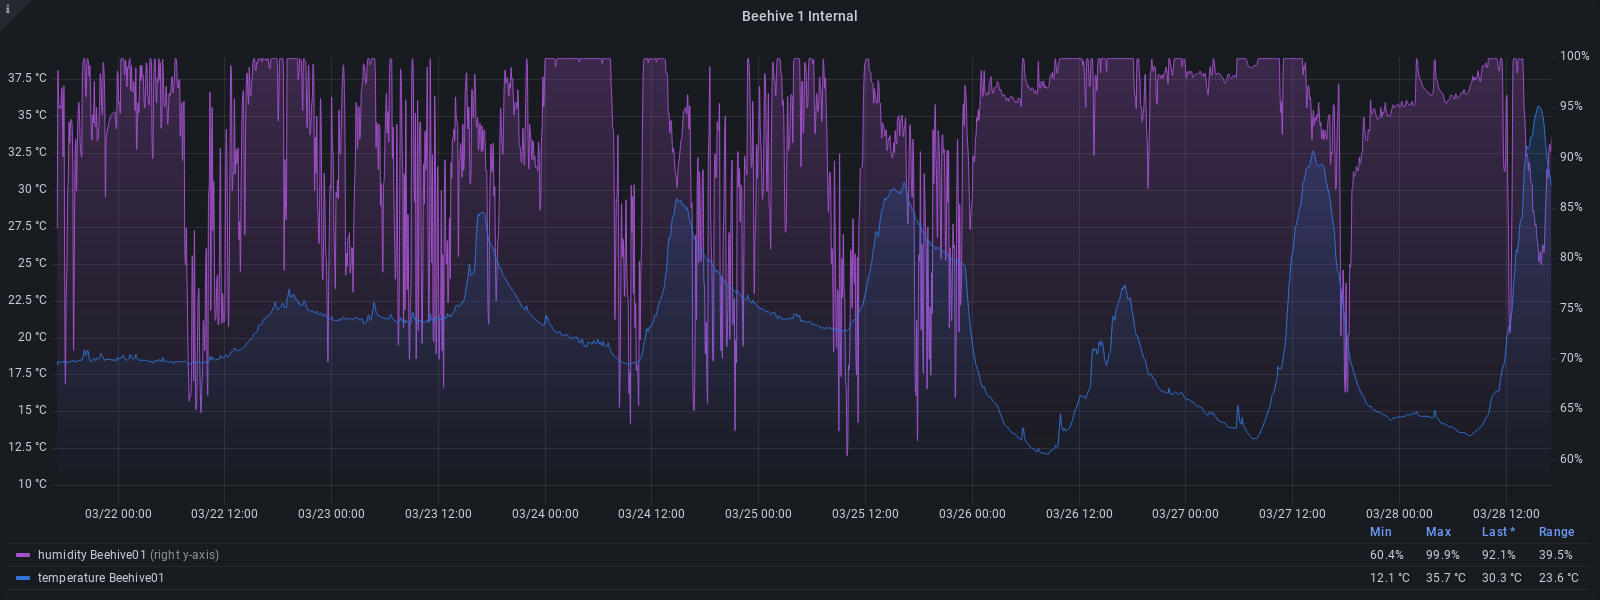 i
Beehive 1 Internal
37.5 °C
35 °C
32.5 °C
30 °C
27.5 °C
25 °C
22.5 °C
20 °C
17.5 °C
15 °C
12.5 °C
10 °C
100%
95%
90%
85%
80%
75%
70%
65%
60%
03/22 00:00 03/22 12:00 03/23 00:00 03/23 12:00 03/24 00:00 03/24 12:00 03/25 00:00 03/25 12:00 03/26 00:00 03/26 12:00 03/27 00:00 03/27 12:00 03/28 00:00 03/28 12:00
Min Max Last * Range
humidity Beehive01 (right y-axis) 60.4% 99.9% 92.1% 39.5%
temperature Beehive01 12.1 °C 35.7 °C 30.3 °C 23.6 °C